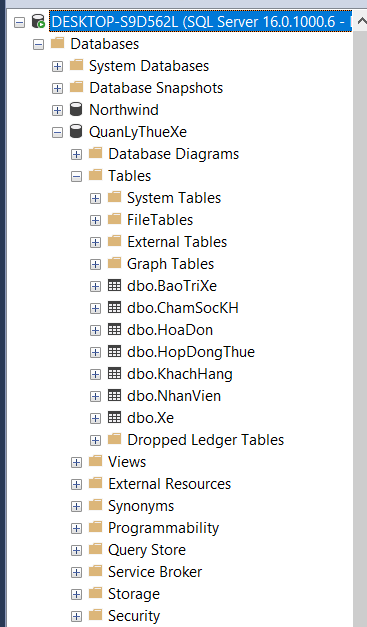 DESKTOP-S9D562L (SQL Server 16.0.1000.6 -
Databases
System Databases
Database Snapshots
Northwind
QuanLyThueXe
Database Diagrams
Tables
System Tables
FileTables
External Tables
Graph Tables
dbo.BaoTriXe
dbo.ChamSocKH
dbo.HoaDon
dbo.HopDongThue
dbo.KhachHang
dbo.NhanVien
dbo.Xe
Dropped Ledger Tables
Views
External Resources
Synonyms
Programmability
Query Store
Service Broker
Storage
Security